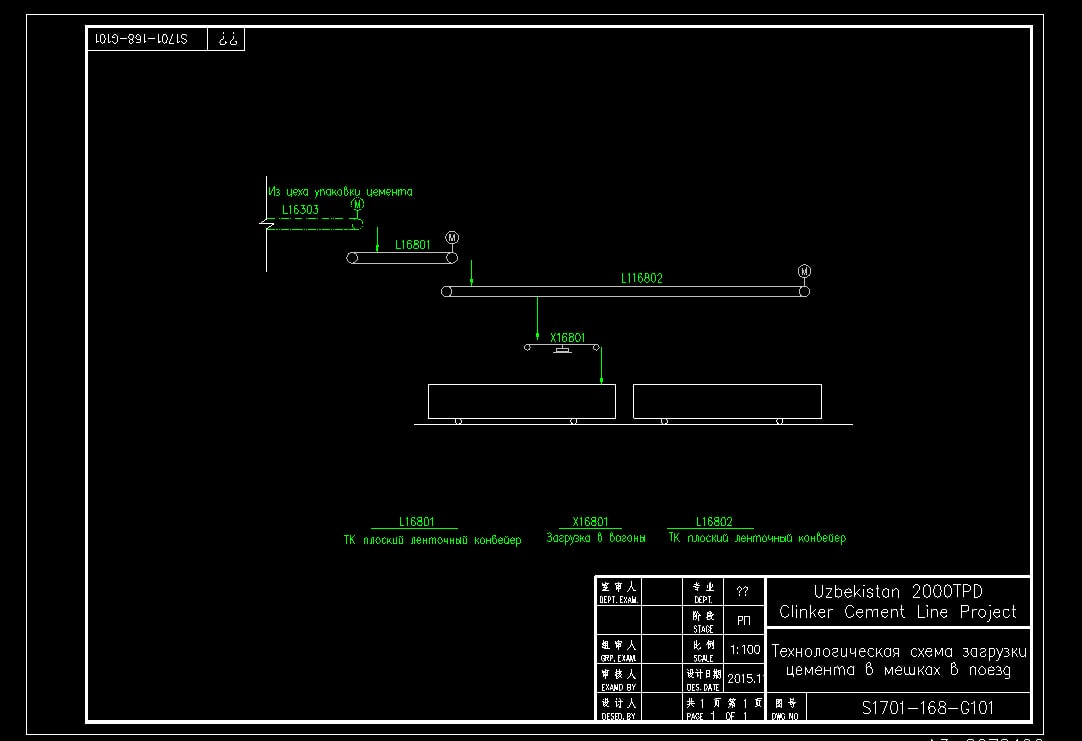 S1701-168-G101
??
Из цеха упаковки цемента
M
L16303
M
L16801
M
L116802
X16801
L16801
X16801
L16802
ТК плоский ленточный конвейер
Загрузка в вагоны
ТК плоский ленточный конвейер
签 审 人
DEPT. EXAM.
专 业
DEPT.
??
Uzbekistan 2000TPD
Clinker Cement Line Project
阶 段
STAGE
РП
组 审 人
GRP. EXAM.
比 例
SCALE
1:100
Технологическая схема загрузки
цемента в мешках в поезд
审 核 人
EXAMD BY
设计日期
DES. DATE
2015.1
设 计 人
DESED. BY
共 1 页 第 1 页
PAGE 1 OF 1
图 号
DWG NO
S1701-168-G101